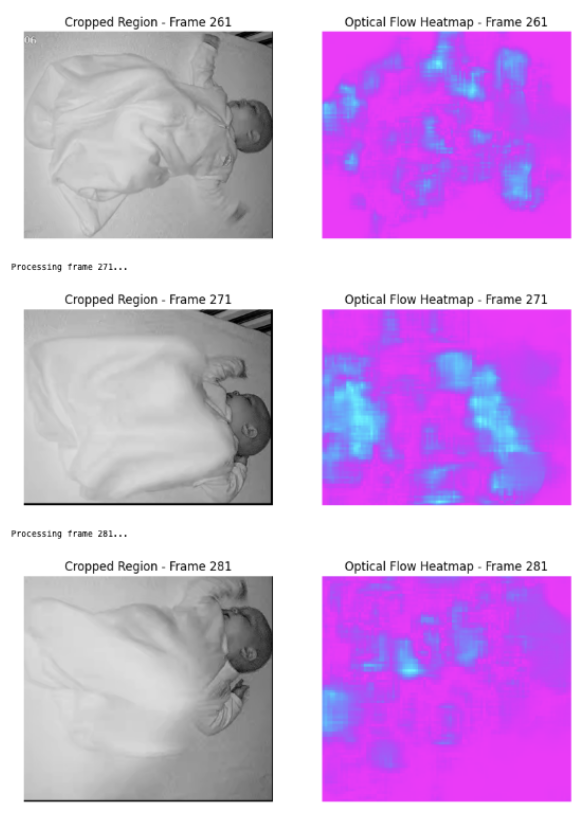 Cropped Region - Frame 261
Optical Flow Heatmap - Frame 261
06
Processing frame 271...
Cropped Region - Frame 271
Optical Flow Heatmap - Frame 271
Processing frame 281...
Cropped Region - Frame 281
Optical Flow Heatmap - Frame 281